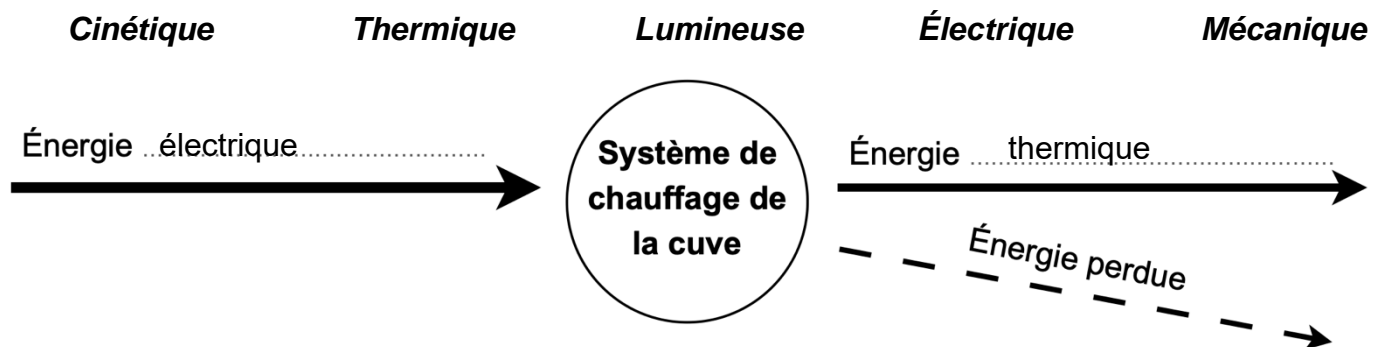 Cinétique Thermique Lumineuse Électrique Mécanique
Énergie électrique
Système de
chauffage de
la cuve
Énergie thermique
Énergie perdue